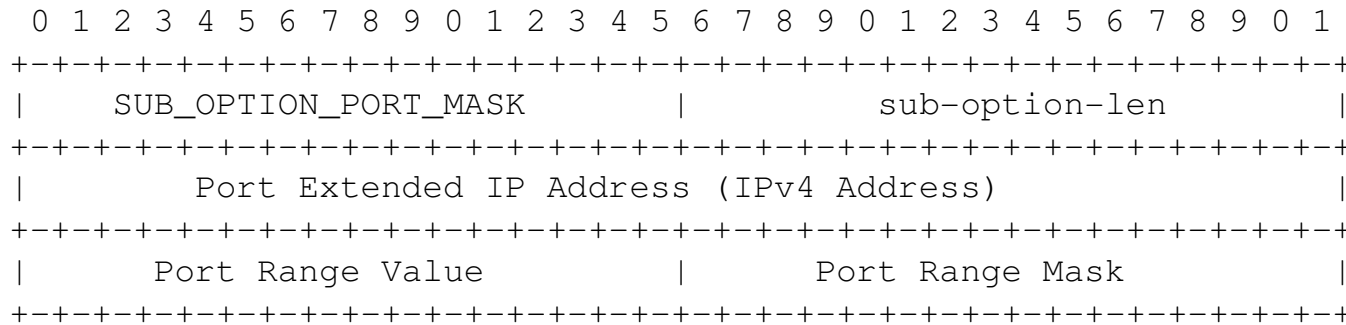 0 1 2 3 4 5 6 7 8 9 0 1 2 3 4 5 6 7 8 9 0 1 2 3 4 5 6 7 8 9 0 1
+-+-+-+-+-+-+-+-+-+-+-+-+-+-+-+-+-+-+-+-+-+-+-+-+-+-+-+-+-+-+-+-+
|    SUB_OPTION_PORT_MASK       |         sub-option-len        |
+-+-+-+-+-+-+-+-+-+-+-+-+-+-+-+-+-+-+-+-+-+-+-+-+-+-+-+-+-+-+-+-+
|        Port Extended IP Address (IPv4 Address)                |
+-+-+-+-+-+-+-+-+-+-+-+-+-+-+-+-+-+-+-+-+-+-+-+-+-+-+-+-+-+-+-+-+
|      Port Range Value         |      Port Range Mask          |
+-+-+-+-+-+-+-+-+-+-+-+-+-+-+-+-+-+-+-+-+-+-+-+-+-+-+-+-+-+-+-+-+